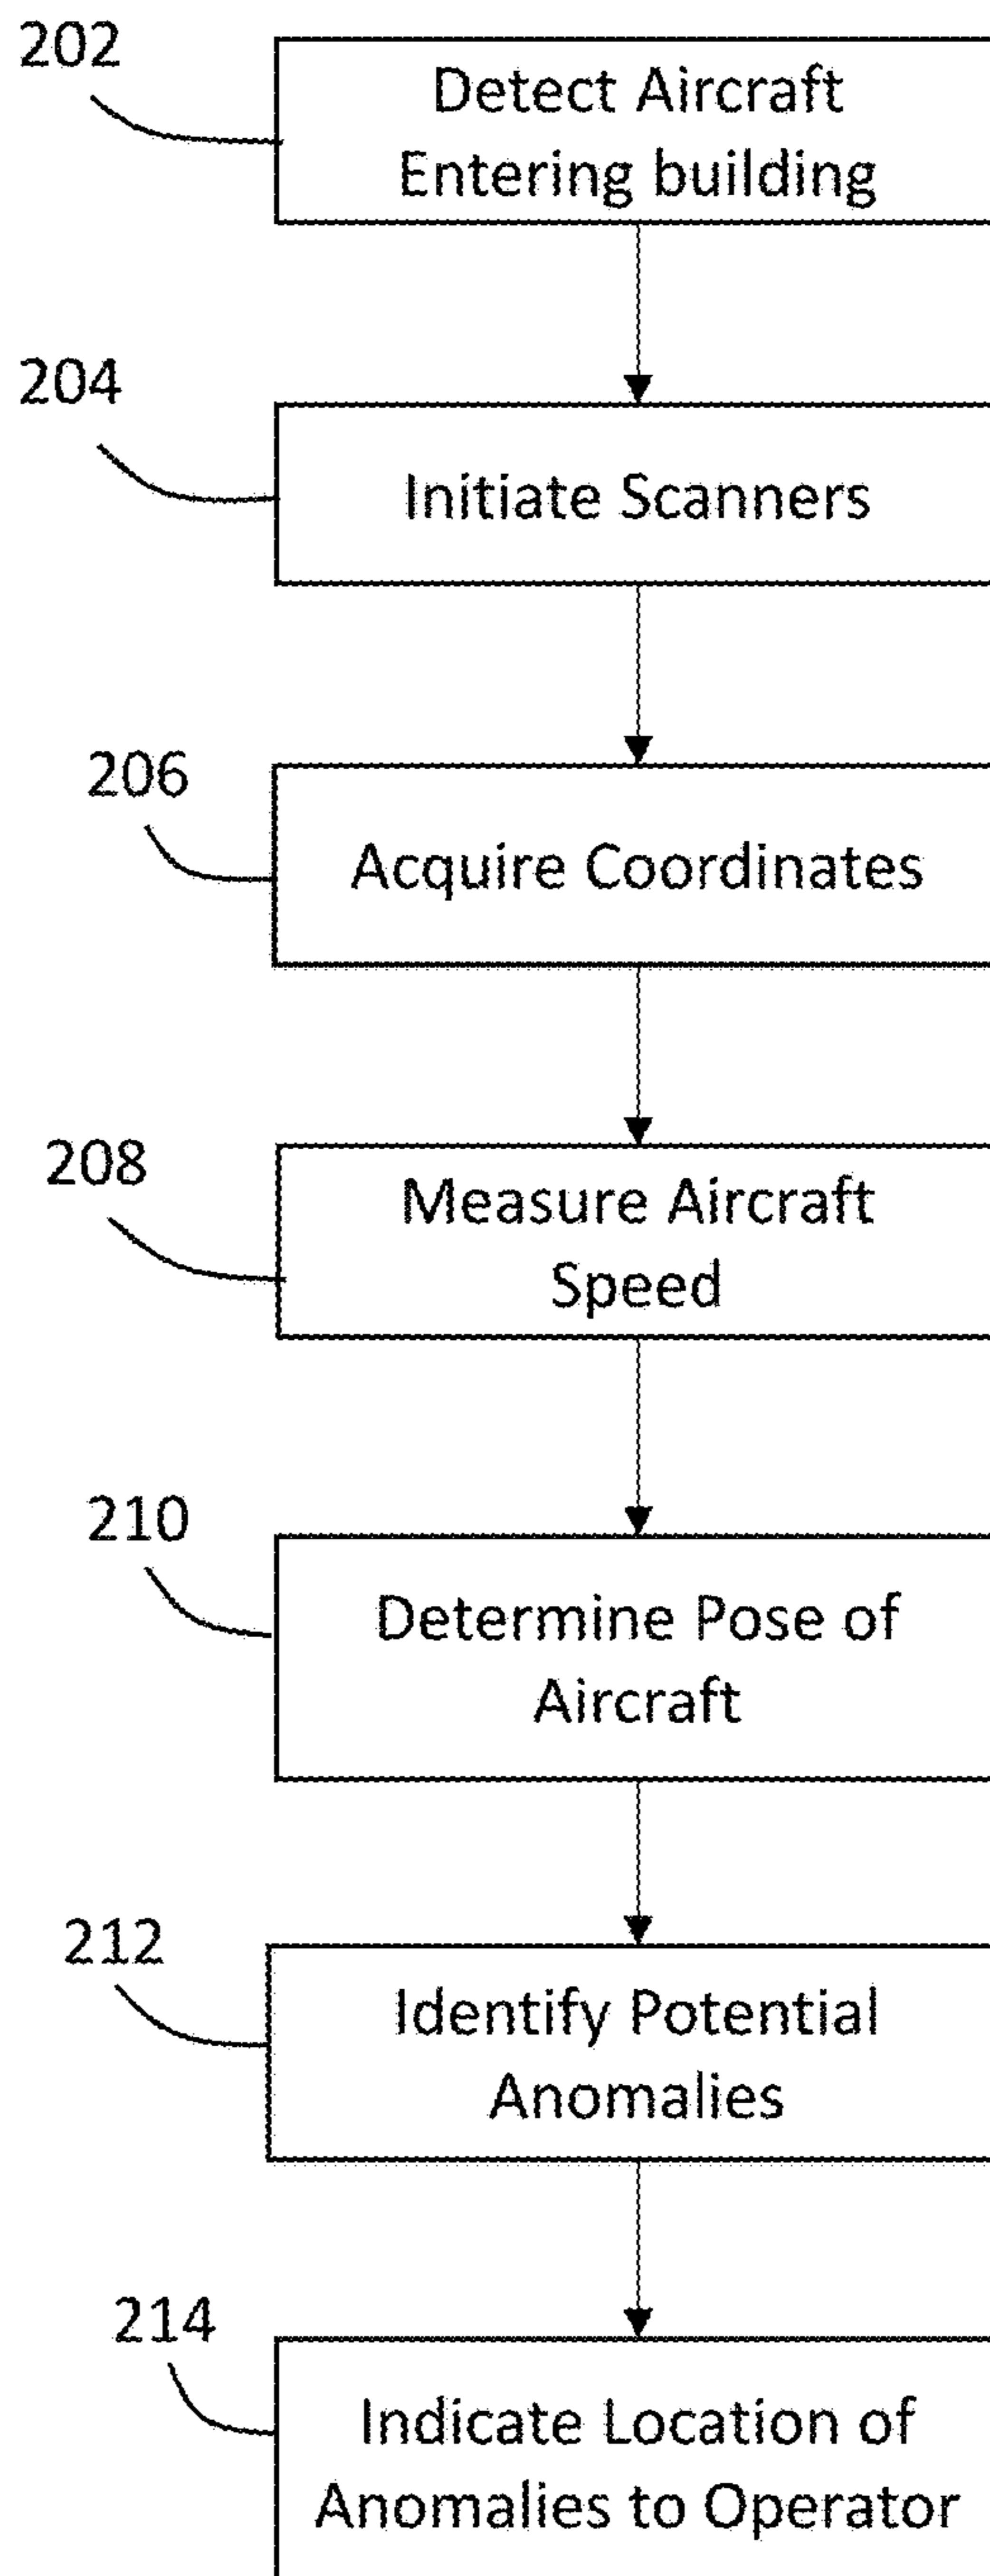 202
Detect Aircraft
Entering building
204
Initiate Scanners
206
Acquire Coordinates
208
Measure Aircraft
Speed
210
Determine Pose of
Aircraft
212
Identify Potential
Anomalies
214
Indicate Location of
Anomalies to Operator